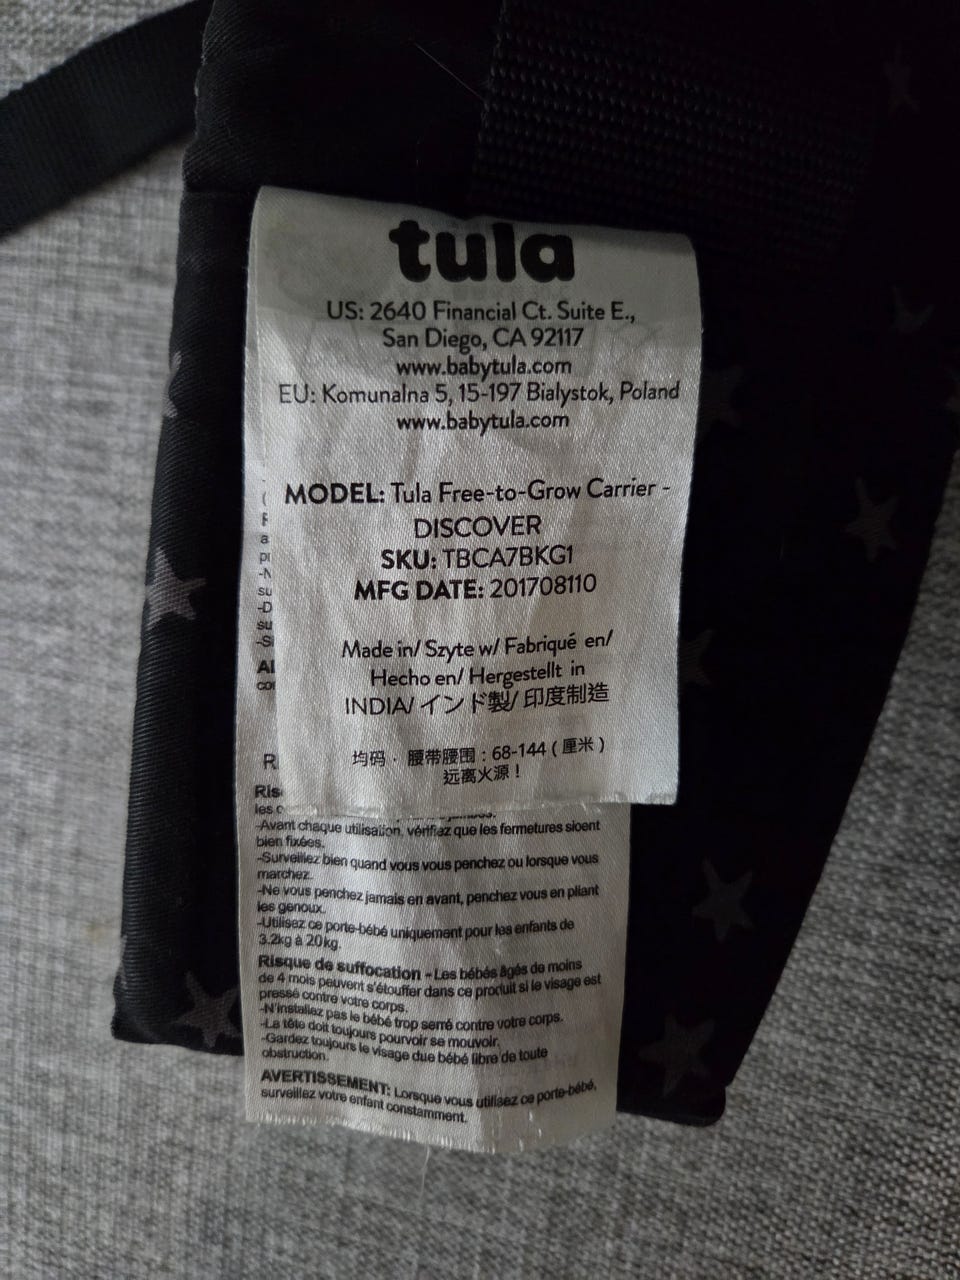 tula
US: 2640 Financial Ct. Suite E.,
San Diego, CA 92117
www.babytula.com
EU: Komunalna 5, 15-197 Bialystok, Poland
www.babytula.com
MODEL: Tula Free-to-Grow Carrier -
DISCOVER
SKU: TBCA7BKG1
MFG DATE: 201708110
Made in/ Szyte w/ Fabriqué en/
Hecho en/ Hergestellt in
INDIA/ インド製/ 印度制造
均码 · 腰带腰围：68-144 ( 厘米 )
远离火源！
les
-Avant chaque utilisation, vérifiez que les fermetures sioent
bien fixées.
-Surveillez bien quand vous vous penchez ou lorsque vous
marchez.
-Ne vous penchez jamais en avant, penchez vous en pliant
les genoux.
-Utilisez ce porte-bébé uniquement pour les enfants de
3.2kg à 20kg.
Risque de suffocation - Les bébés âgés de moins
de 4 mois peuvent s'étouffer dans ce produit si le visage est
pressé contre votre corps.
-N'installez pas le bébé trop serré contre votre corps.
-La tête doit toujours pourvoir se mouvoir.
-Gardez toujours le visage due bébé libre de toute
obstruction.
AVERTISSEMENT: Lorsque vous utilisez ce porte-bébé,
surveillez votre enfant constamment.